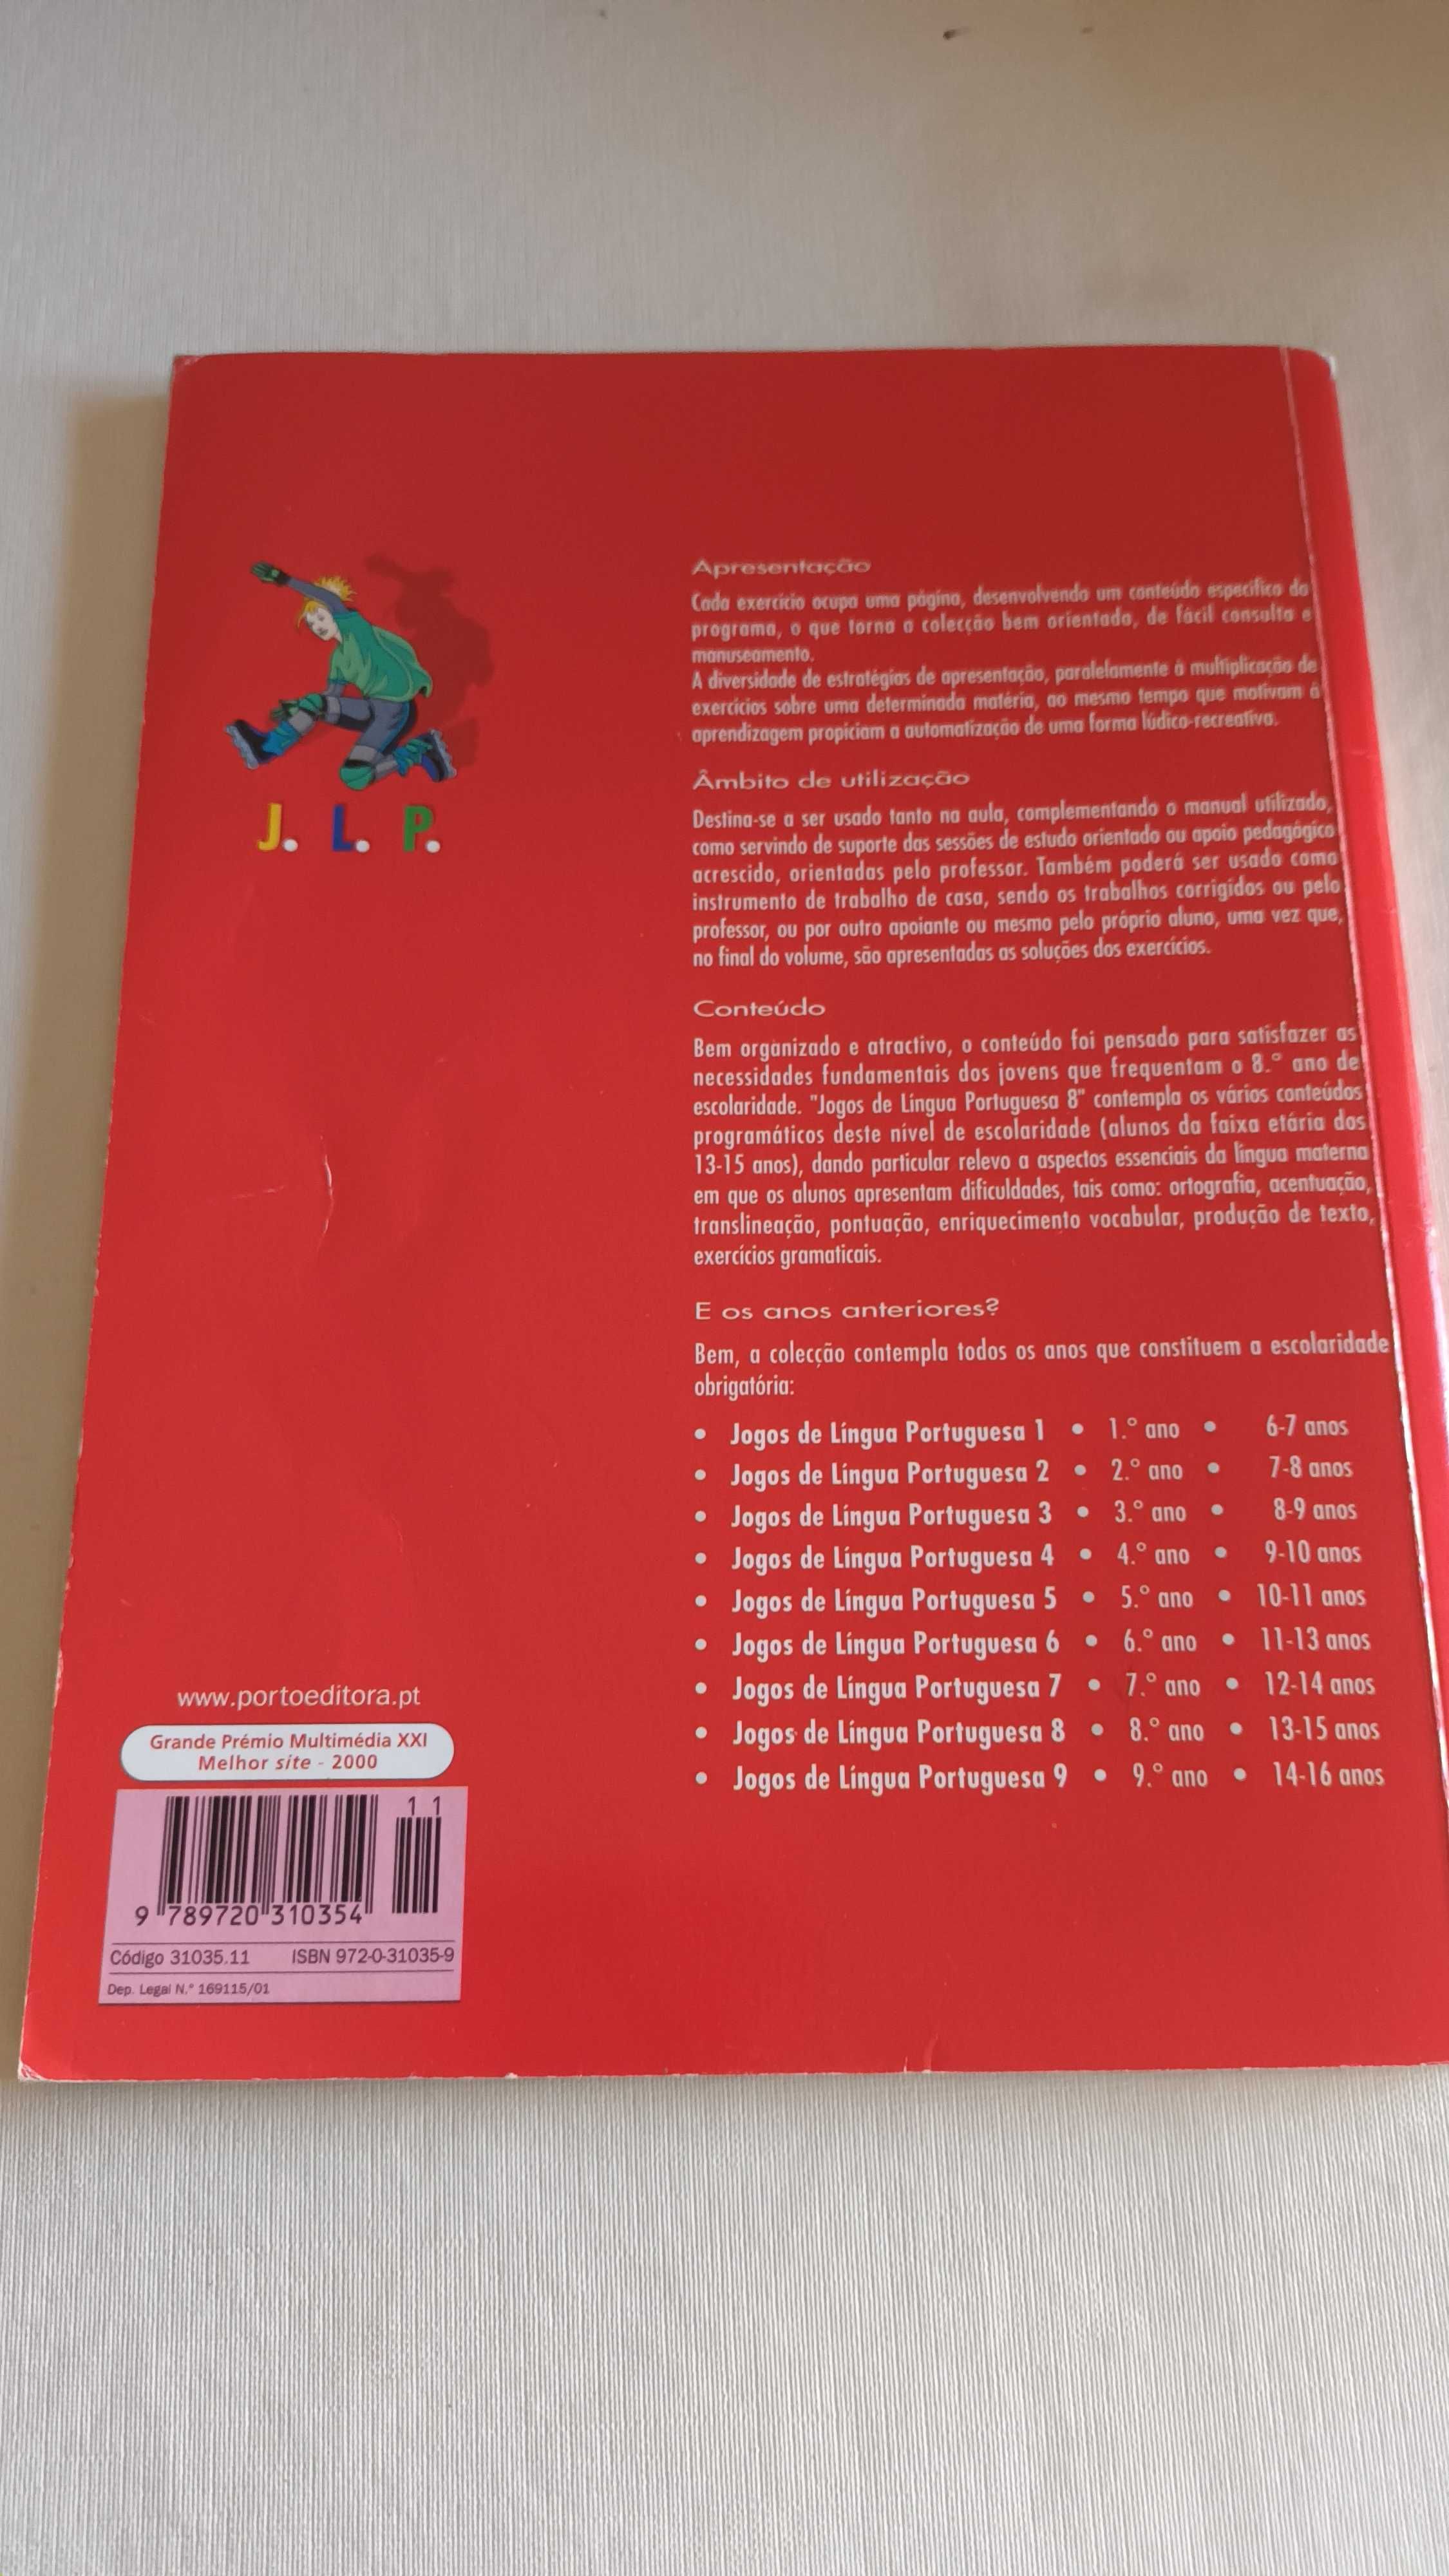 J. L. P.
Apresentação
Cada exercício ocupa uma página, desenvolvendo um conteúdo específico do
programa, o que torna a colecção bem orientada, de fácil consulta e
manuseamento.
A diversidade de estratégias de apresentação, paralelamente à multiplicação de
exercícios sobre uma determinada matéria, ao mesmo tempo que motivam à
aprendizagem propiciam a automatização de uma forma lúdico-recreativa.
Âmbito de utilização
Destina-se a ser usado tanto na aula, complementando o manual utilizado,
como servindo de suporte das sessões de estudo orientado ou apoio pedagógico
acrescido, orientadas pelo professor. Também poderá ser usado como
instrumento de trabalho de casa, sendo os trabalhos corrigidos ou pelo
professor, ou por outro apoiante ou mesmo pelo próprio aluno, uma vez que,
no final do volume, são apresentadas as soluções dos exercícios.
Conteúdo
Bem organizado e atractivo, o conteúdo foi pensado para satisfazer as
necessidades fundamentais dos jovens que frequentam o 8.º ano de
escolaridade. "Jogos de Língua Portuguesa 8" contempla os vários conteúdos
programáticos deste nível de escolaridade (alunos da faixa etária dos
13-15 anos), dando particular relevo a aspectos essenciais da língua materna
em que os alunos apresentam dificuldades, tais como: ortografia, acentuação,
translineação, pontuação, enriquecimento vocabular, produção de texto,
exercícios gramaticais.
E os anos anteriores?
Bem, a colecção contempla todos os anos que constituem a escolaridade
obrigatória:
• Jogos de Língua Portuguesa 1 • 1.º ano • 6-7 anos
• Jogos de Língua Portuguesa 2 • 2.º ano • 7-8 anos
• Jogos de Língua Portuguesa 3 • 3.º ano • 8-9 anos
• Jogos de Língua Portuguesa 4 • 4.º ano • 9-10 anos
• Jogos de Língua Portuguesa 5 • 5.º ano • 10-11 anos
• Jogos de Língua Portuguesa 6 • 6.º ano • 11-13 anos
• Jogos de Língua Portuguesa 7 • 7.º ano • 12-14 anos
• Jogos de Língua Portuguesa 8 • 8.º ano • 13-15 anos
• Jogos de Língua Portuguesa 9 • 9.º ano • 14-16 anos
www.portoeditora.pt
Grande Prémio Multimédia XXI
Melhor site - 2000
1 1
9 789720 310354
Código 31035.11 ISBN 972-0-31035-9
Dep. Legal N.º 169115/01